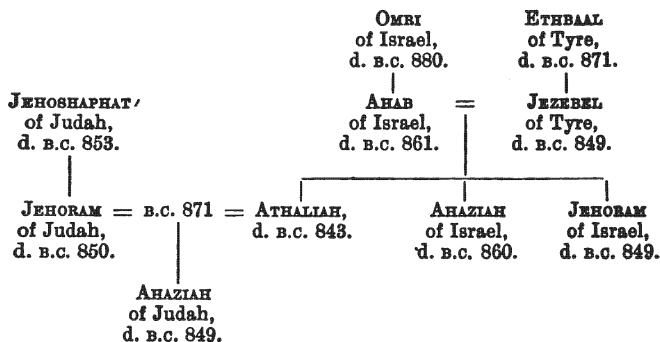 OMRI
of Israel,
d. B.C. 880.
ETHBAAL
of Tyre,
d. B.C. 871.
JEHOSHAPHAT
of Judah,
d. B.C. 853.
AHAB
of Israel,
d. B.C. 861.
=
JEZEBEL
of Tyre,
d. B.C. 849.
JEHORAM = B.C. 871 = ATHALIAH,
of Judah,
d. B.C. 850.
d. B.C. 843.
AHAZIAH
of Israel,
d. B.C. 860.
JEHORAM
of Israel,
d. B.C. 849.
AHAZIAH
of Judah,
d. B.C. 849.